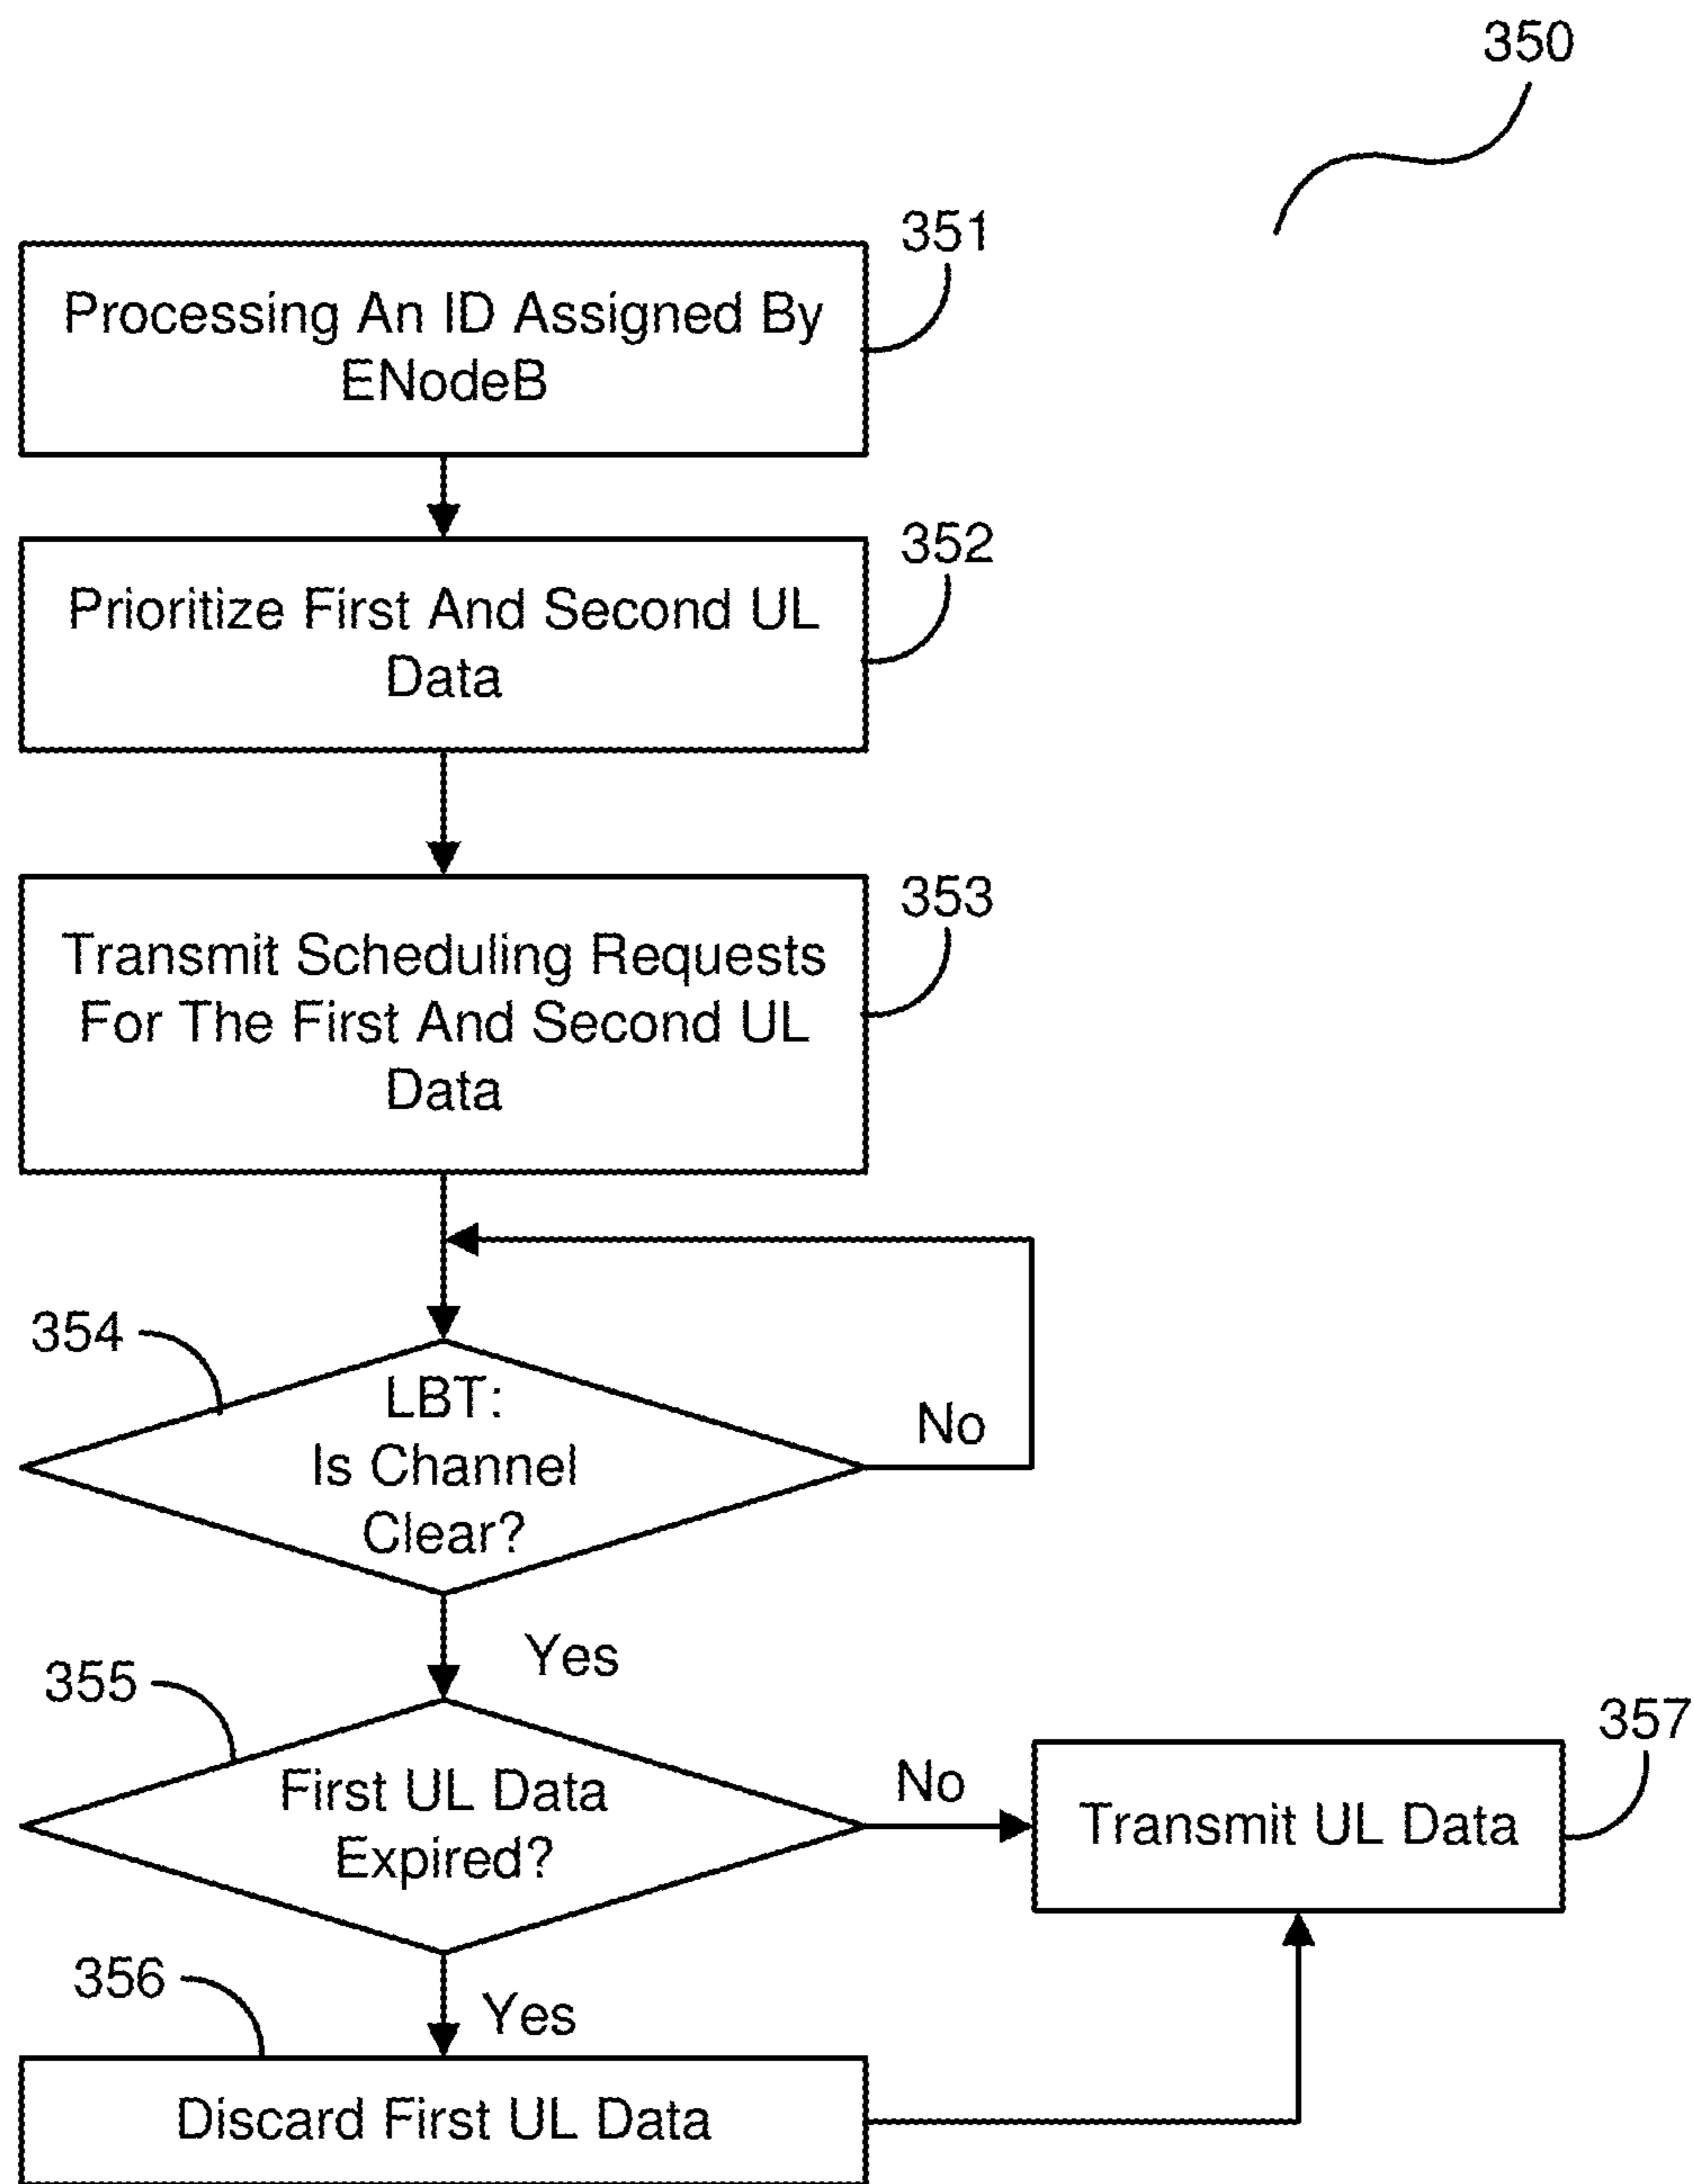 350
351
Processing An ID Assigned By
ENodeB
352
Prioritize First And Second UL
Data
353
Transmit Scheduling Requests
For The First And Second UL
Data
354
LBT:
Is Channel
Clear?
No
Yes
355
First UL Data
Expired?
No
357
Transmit UL Data
356
Yes
Discard First UL Data